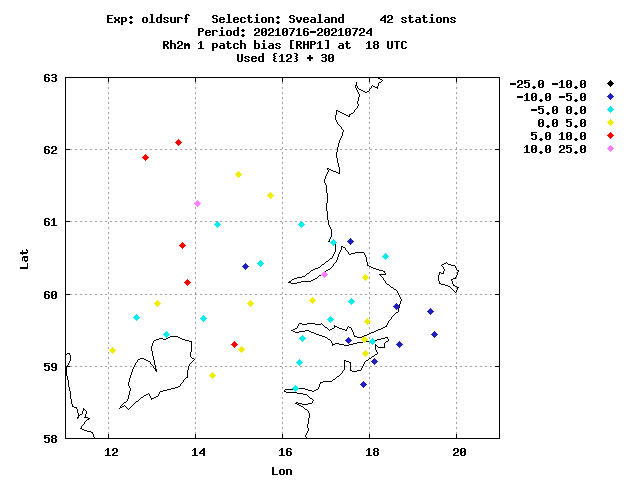 Exp: oldsurf Selection: Svealand 42 stations
Period: 20210716-20210724
Rh2m 1 patch bias [RHP1] at 18 UTC
Used {12} + 30
63
62
61
60
59
58
Lat
12 14 16 18 20
Lon
-25.0 -10.0
-10.0 -5.0
-5.0 0.0
0.0 5.0
5.0 10.0
10.0 25.0